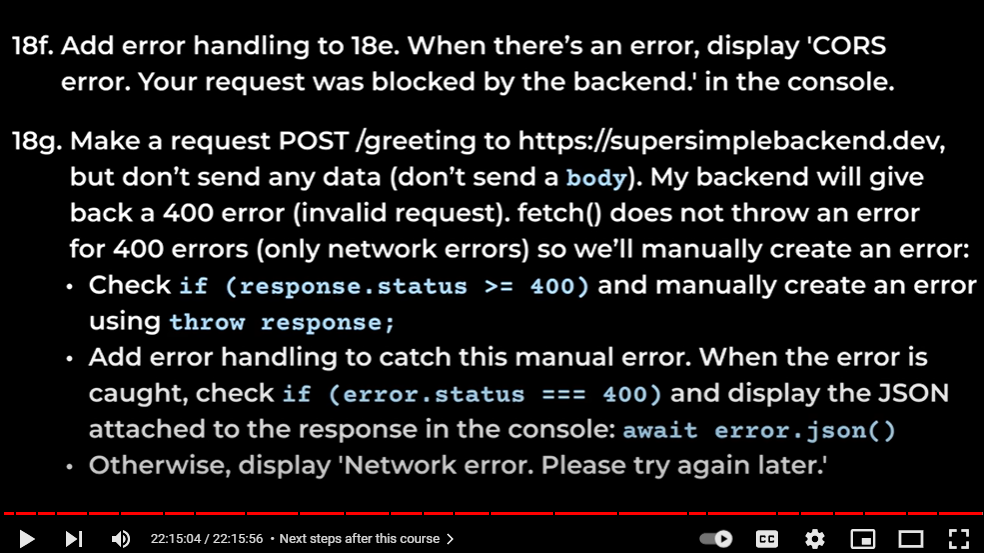 18f. Add error handling to 18e. When there’s an error, display 'CORS
error. Your request was blocked by the backend.' in the console.
18g. Make a request POST /greeting to https://supersimplebackend.dev,
but don’t send any data (don’t send a body). My backend will give
back a 400 error (invalid request). fetch() does not throw an error
for 400 errors (only network errors) so we’ll manually create an error:
• Check if (response.status >= 400) and manually create an error
using throw response;
• Add error handling to catch this manual error. When the error is
caught, check if (error.status === 400) and display the JSON
attached to the response in the console: await error.json()
• Otherwise, display 'Network error. Please try again later.'
22:15:04 / 22:15:56 • Next steps after this course
CC